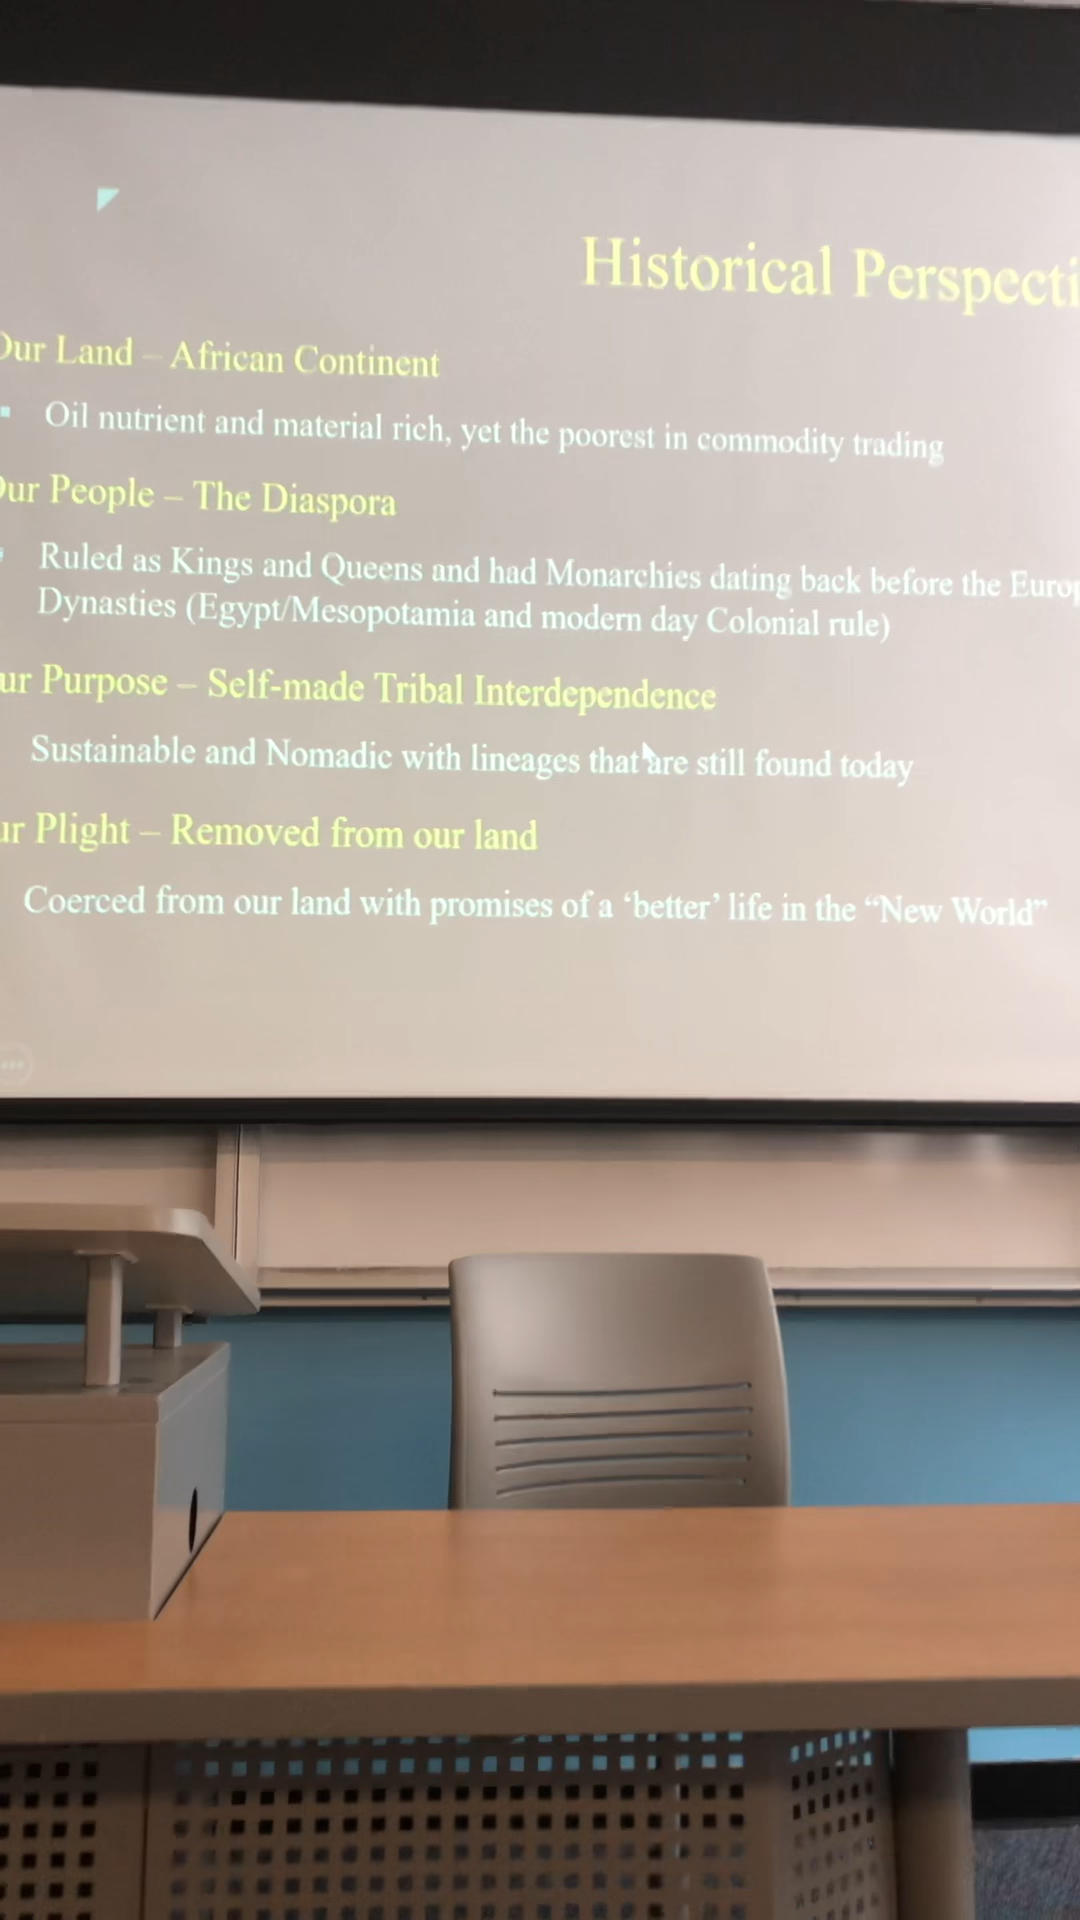 Historical Perspecti
Our Land – African Continent
Oil nutrient and material rich, yet the poorest in commodity trading
Our People – The Diaspora
Ruled as Kings and Queens and had Monarchies dating back before the Europ
Dynasties (Egypt/Mesopotamia and modern day Colonial rule)
ur Purpose – Self-made Tribal Interdependence
Sustainable and Nomadic with lineages that are still found today
ur Plight – Removed from our land
Coerced from our land with promises of a ‘better’ life in the “New World”